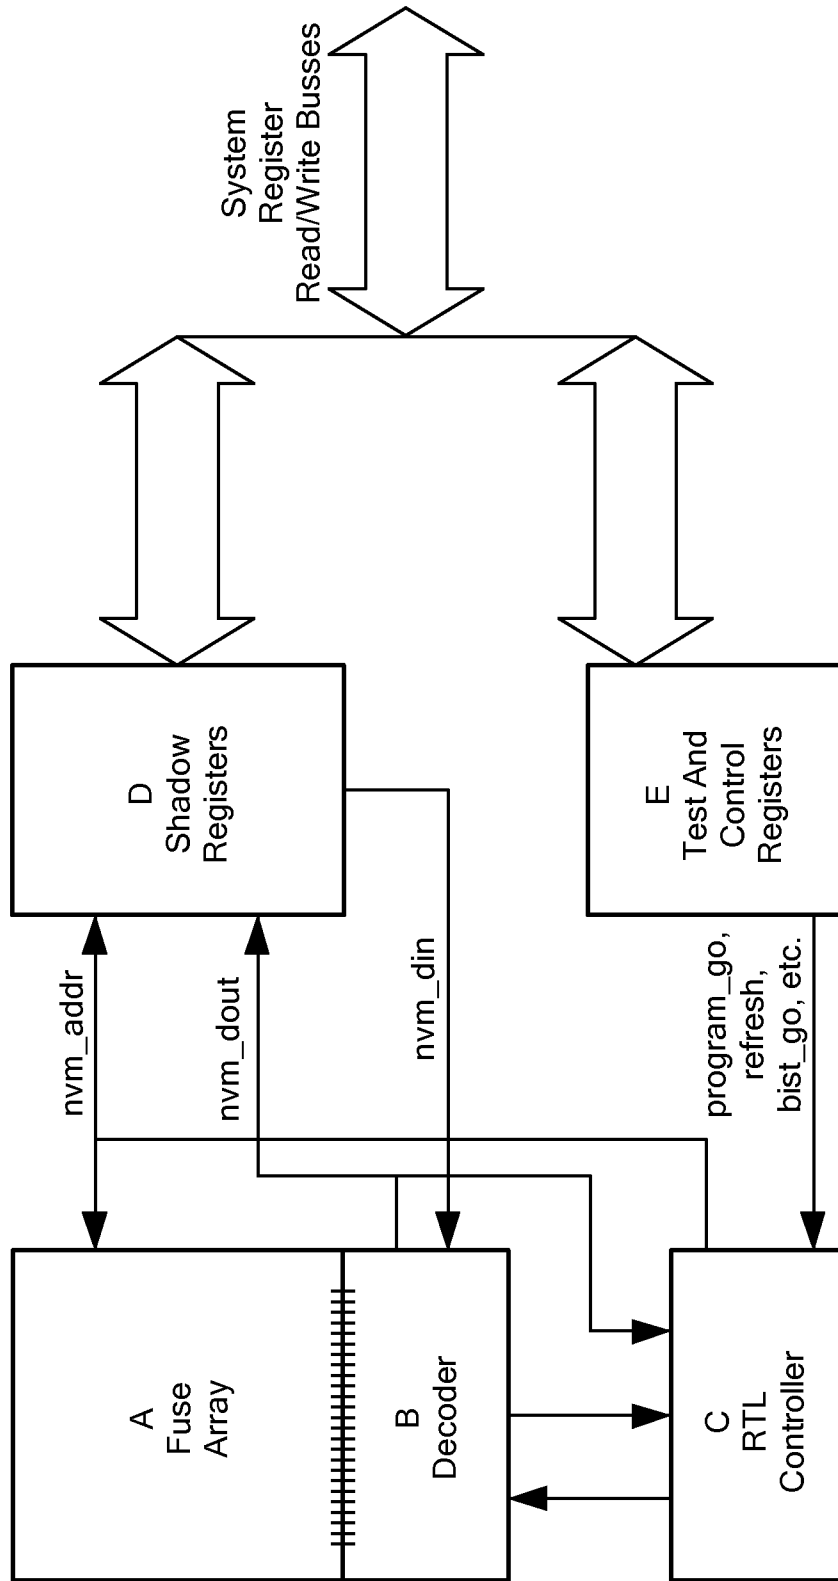 A
Fuse
Array
B
Decoder
C
RTL
Controller
nvm_addr
nvm_dout
nvm_din
program_go,
refresh,
bist_go, etc.
D
Shadow
Registers
E
Test And
Control
Registers
System
Register
Read/Write Busses